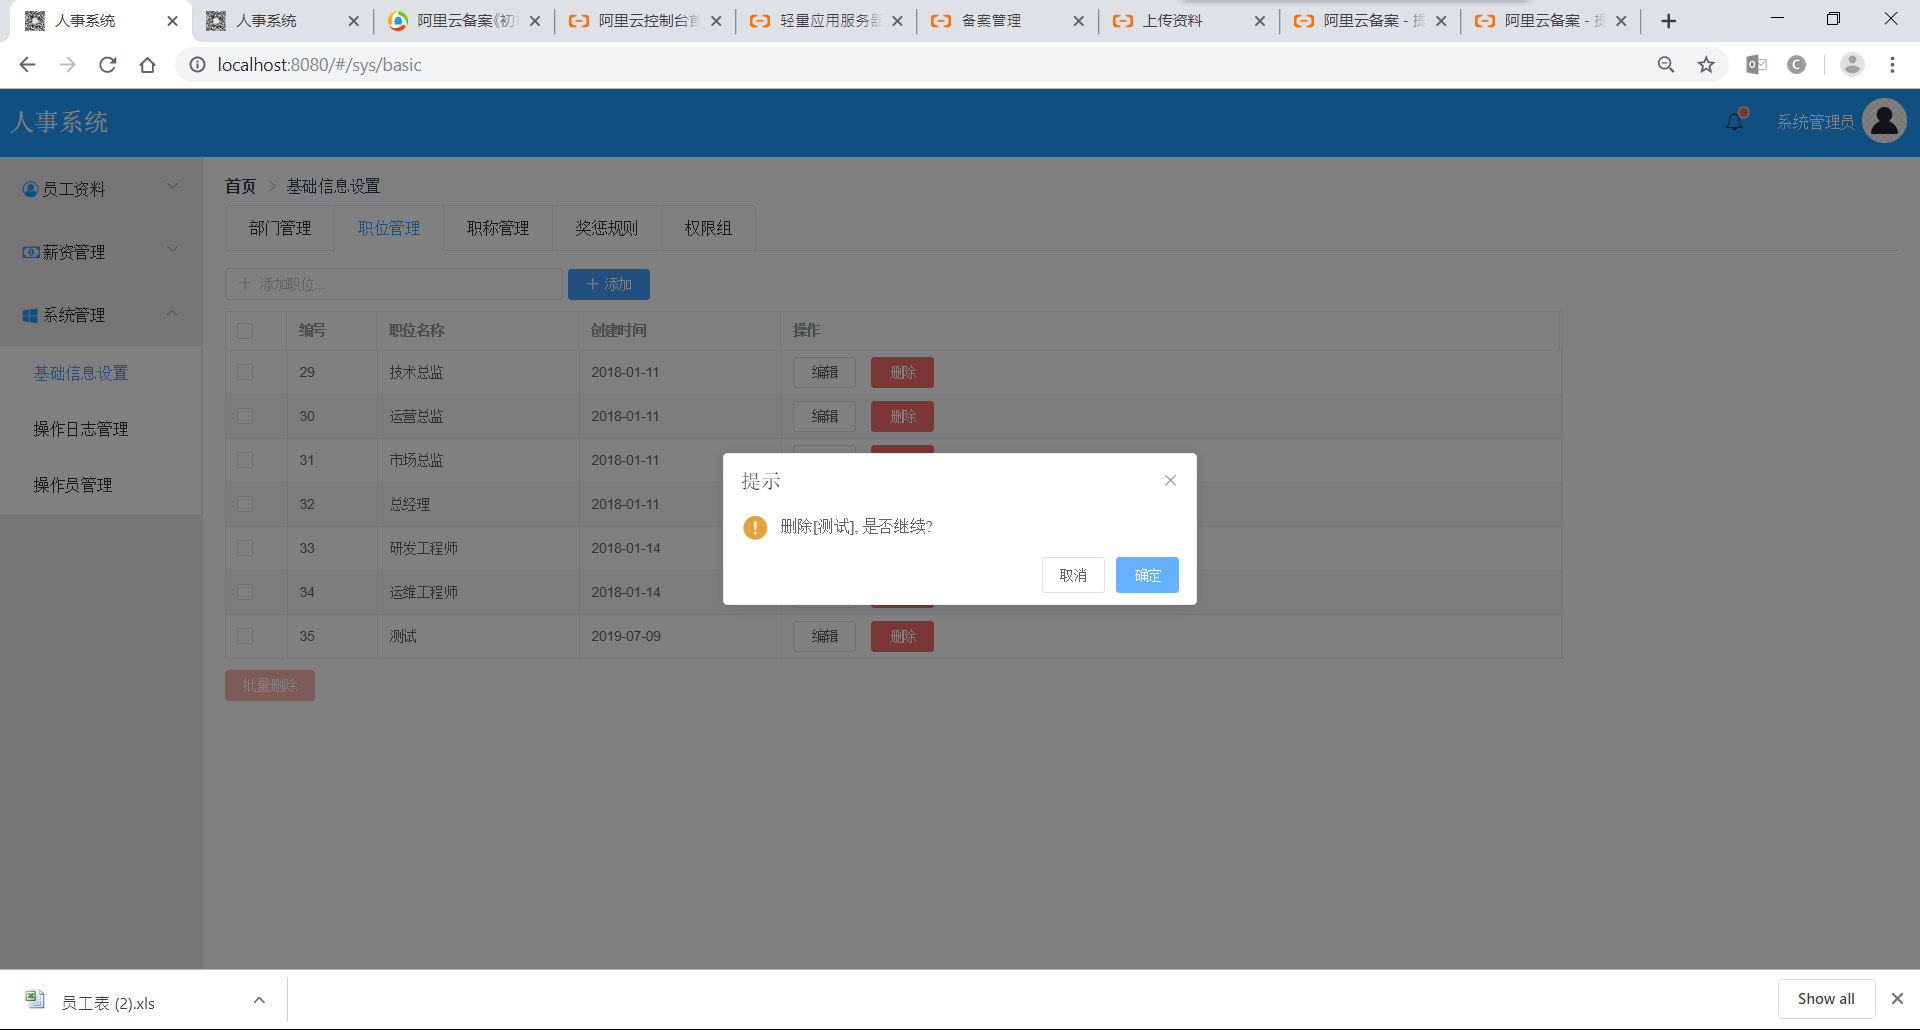 人事系统
人事系统
阿里云备案《初
阿里云控制台首
轻量应用服务器
备案管理
上传资料
阿里云备案 - 提
阿里云备案 - 提
localhost:8080/#/sys/basic
人事系统
系统管理员
员工资料
薪资管理
系统管理
基础信息设置
操作日志管理
操作员管理
首页 > 基础信息设置
部门管理 职位管理 职称管理 奖惩规则 权限组
添加职位...
添加
编号 职位名称 创建时间 操作
29 技术总监 2018-01-11 编辑 删除
30 运营总监 2018-01-11 编辑 删除
31 市场总监 2018-01-11
32 总经理 2018-01-11
33 研发工程师 2018-01-14
34 运维工程师 2018-01-14
35 测试 2019-07-09 编辑 删除
批量删除
提示
删除[测试], 是否继续?
取消 确定
员工表 (2).xls
Show all